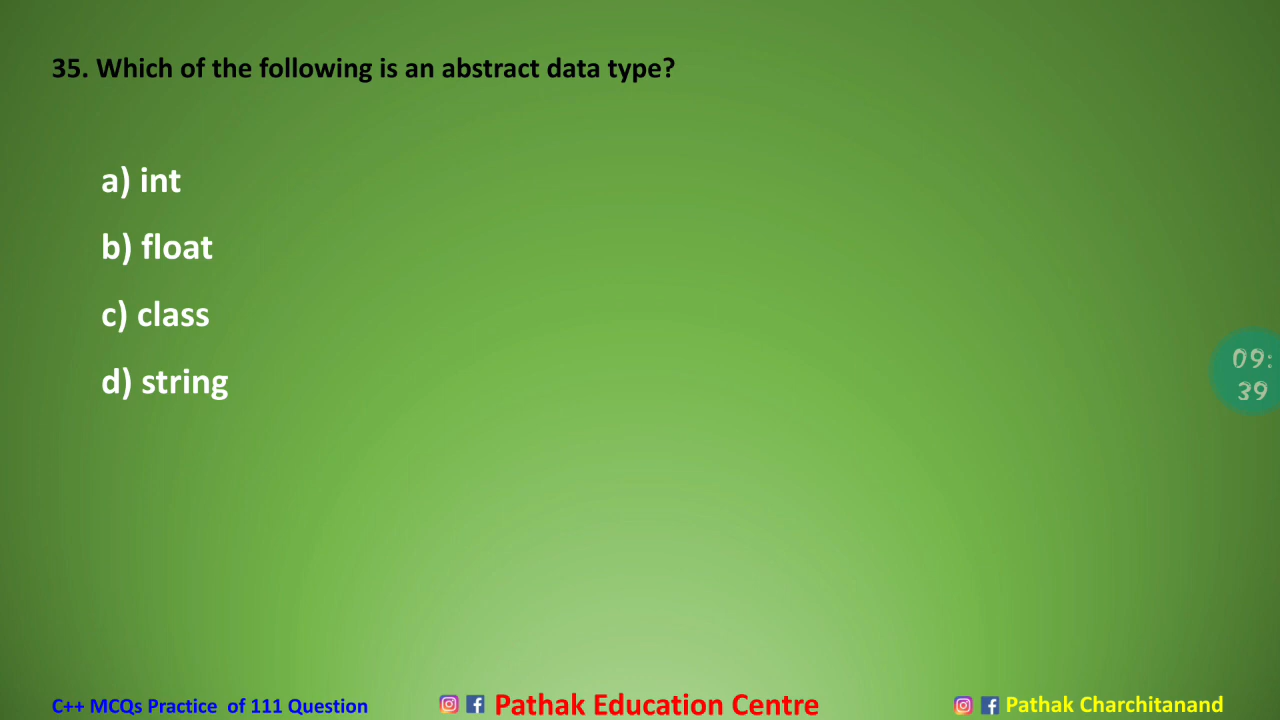 35. Which of the following is an abstract data type?
a) int
b) float
c) class
d) string
09:
39
C++ MCQs Practice of 111 Question
Pathak Education Centre
Pathak Charchitanand